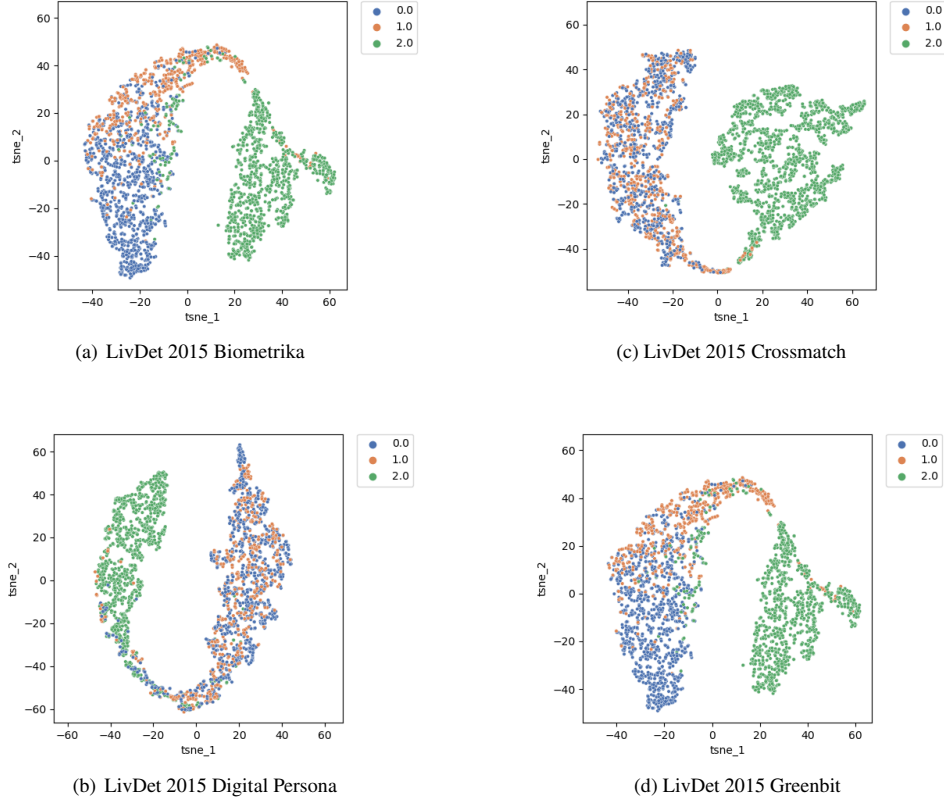 0.0
1.0
2.0
60
40
20
0
−20
−40
tsne_2
−40 −20 0 20 40 60
tsne_1
(a) LivDet 2015 Biometrika
0.0
1.0
2.0
60
40
20
0
−20
−40
tsne_2
−40 −20 0 20 40 60
tsne_1
(c) LivDet 2015 Crossmatch
0.0
1.0
2.0
60
40
20
0
−20
−40
−60
tsne_2
−60 −40 −20 0 20 40 60
tsne_1
(b) LivDet 2015 Digital Persona
0.0
1.0
2.0
60
40
20
0
−20
−40
tsne_2
−40 −20 0 20 40 60
tsne_1
(d) LivDet 2015 Greenbit